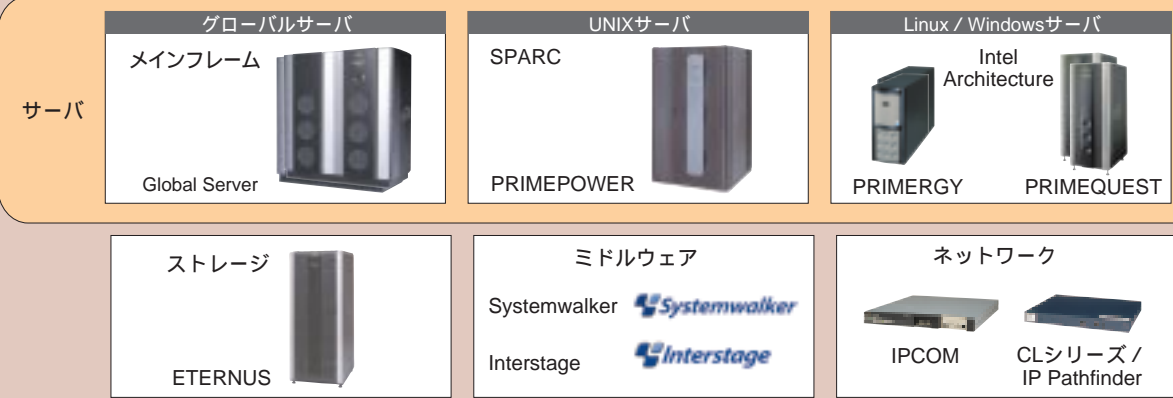 サーバ
グローバルサーバ
メインフレーム
Global Server
UNIXサーバ
SPARC
PRIMEPOWER
Linux / Windowsサーバ
Intel
Architecture
PRIMERGY
PRIMEQUEST
ストレージ
ETERNUS
ミドルウェア
Systemwalker
Systemwalker
Interstage
Interstage
ネットワーク
IPCOM
CLシリーズ /
IP Pathfinder